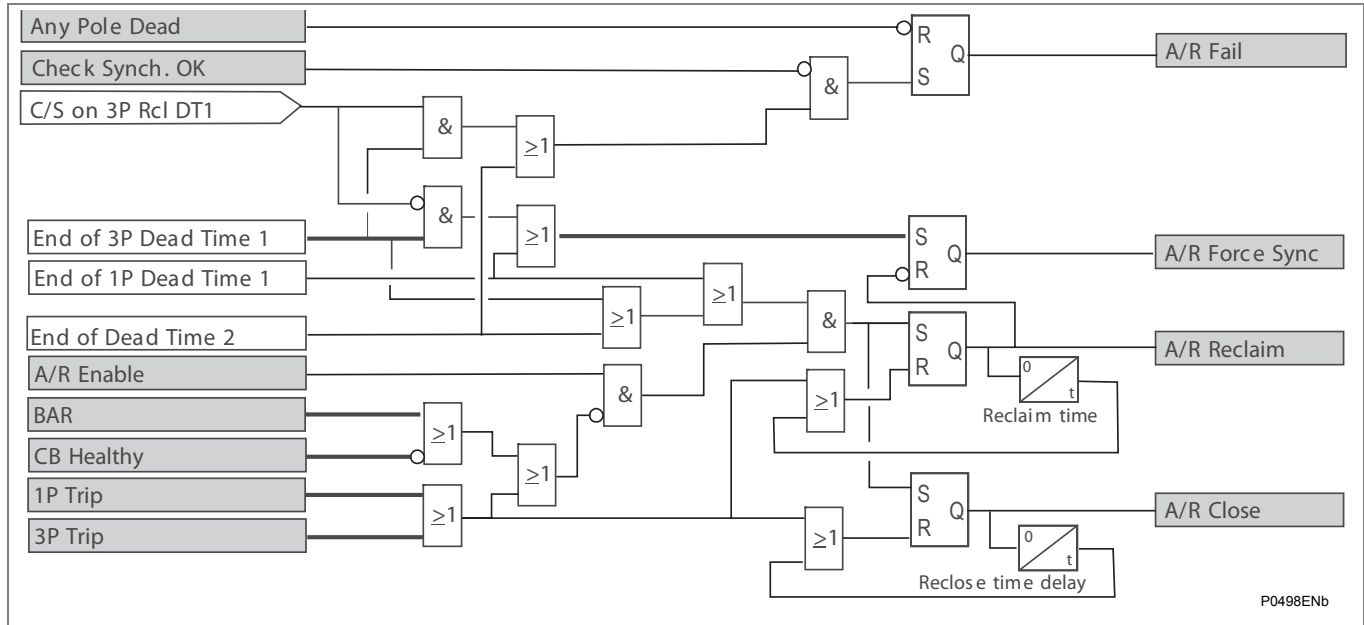 Any Pole Dead
Check Synch. OK
C/S on 3P Rcl DT1
End of 3P Dead Time 1
End of 1P Dead Time 1
End of Dead Time 2
A/R Enable
BAR
CB Healthy
1P Trip
3P Trip
&
&
≥1
≥1
≥1
≥1
&
&
&
≥1
≥1
≥1
≥1
≥1
R
S
Q
S
R
Q
S
R
Q
0
t
Reclaim time
S
R
Q
0
t
Reclose time delay
A/R Fail
A/R Force Sync
A/R Reclaim
A/R Close
P0498ENb